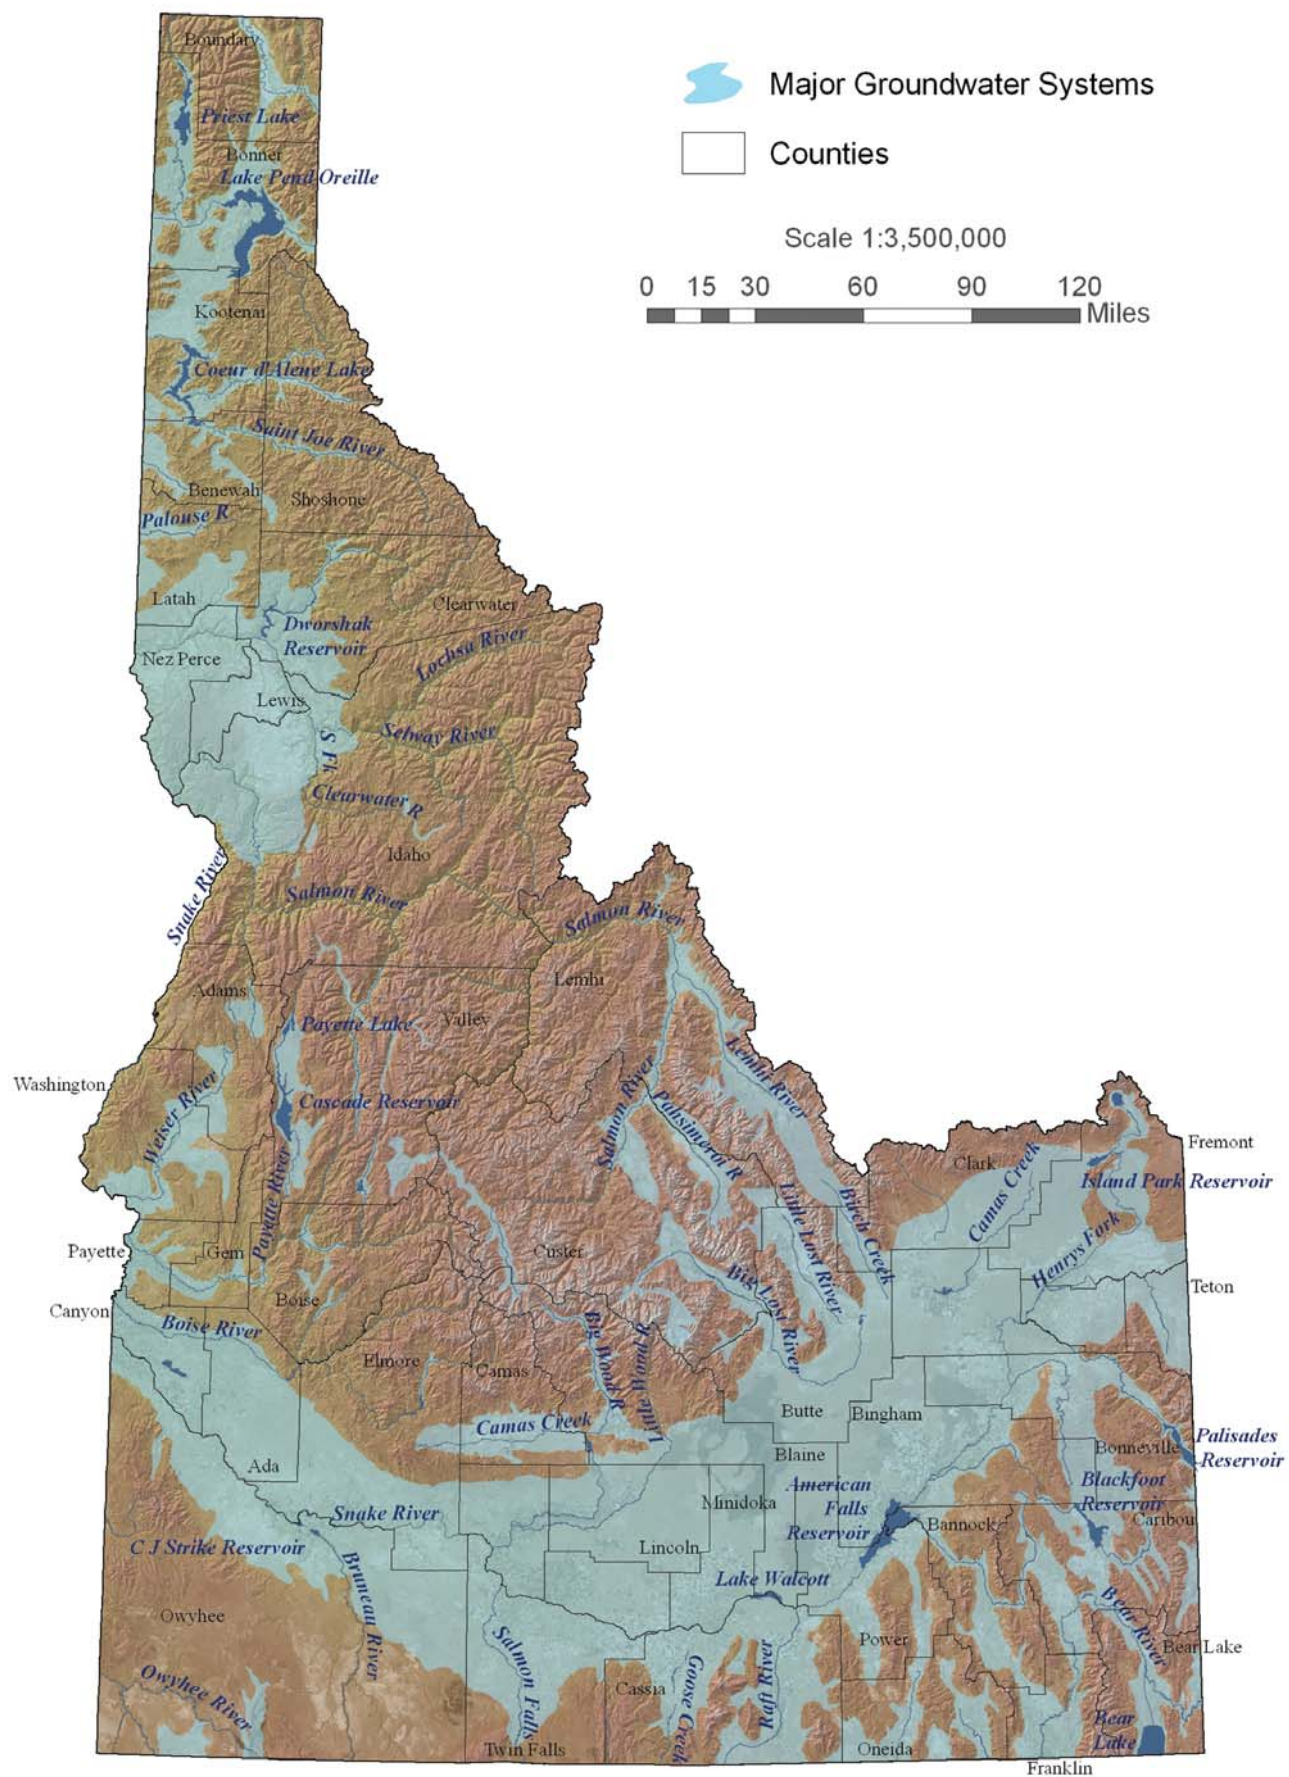 Boundary
Major Groundwater Systems
Priest Lake
Counties
Bonner
Lake Pend Oreille
Scale 1:3,500,000
0 15 30 60 90 120
Miles
Kootenai
Coeur d'Alene Lake
Saint Joe River
Benewah
Shoshone
Palouse R
Latah
Clearwater
Dworshak
Reservoir
Lochsa River
Nez Perce
Lewis
Selway River
S Fk
Clearwater R
Idaho
Snake River
Salmon River
Salmon River
Lemhi
Adams
Payette Lake
Valley
Lemhi River
Washington
Weiser River
Cascade Reservoir
Salmon River
Pahsimeroi R
Fremont
Clark
Camas Creek
Island Park Reservoir
Payette River
Little Lost River
Birch Creek
Payette
Gem
Custer
Henrys Fork
Big Lost River
Teton
Canyon
Boise
Boise River
Elmore
Camas
Big Wood R
Little Wood R
Camas Creek
Butte
Bingham
Blaine
Palisades
Reservoir
Bonneville
Ada
American
Falls
Reservoir
Blackfoot
Reservoir
Minidoka
Snake River
Bannock
Caribou
C J Strike Reservoir
Lincoln
Lake Walcott
Bruneau River
Owyhee
Bear River
Power
Bear Lake
Salmon Falls
Goose Creek
Raft River
Cassia
Owyhee River
Bear
Lake
Twin Falls
Oneida
Franklin